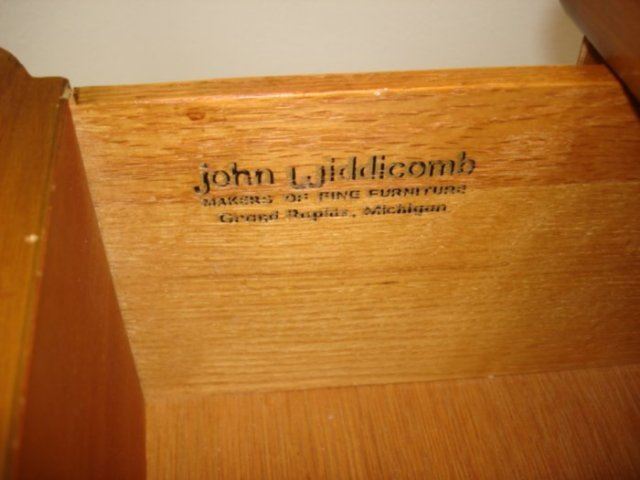 john widdicomb
MAKERS OF FINE FURNITURE
Grand Rapids, Michigan